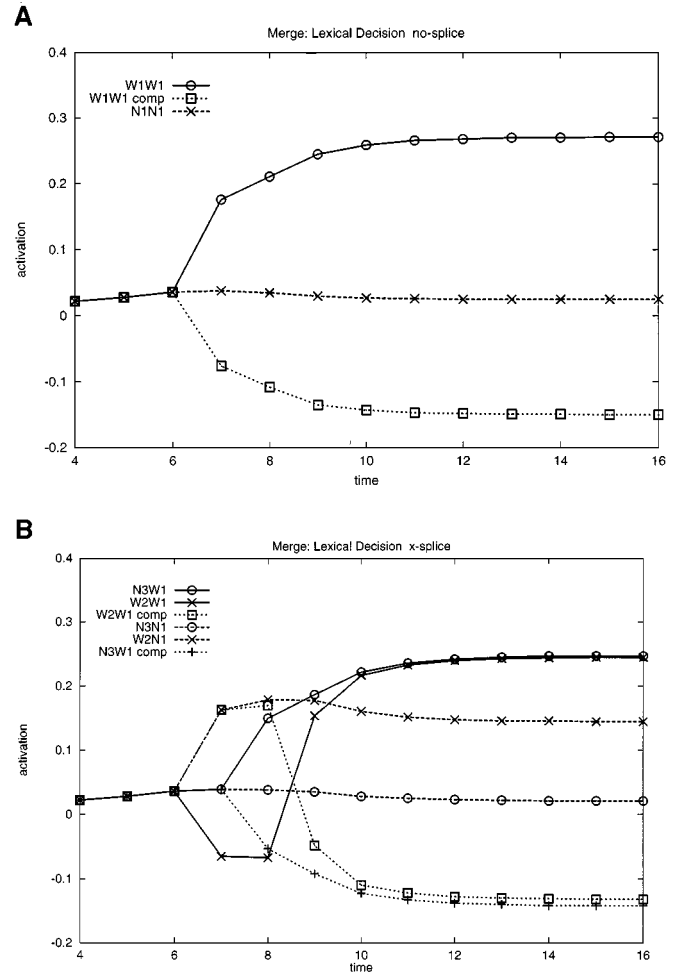 A
Merge: Lexical Decision no-splice
0.4
0.3
0.2
0.1
0
-0.1
-0.2
activation
W1W1
W1W1 comp
N1N1
4 6 8 10 12 14 16
time
B
Merge: Lexical Decision x-splice
0.4
0.3
0.2
0.1
0
-0.1
-0.2
activation
N3W1
W2W1
W2W1 comp
N3N1
W2N1
N3W1 comp
4 6 8 10 12 14 16
time